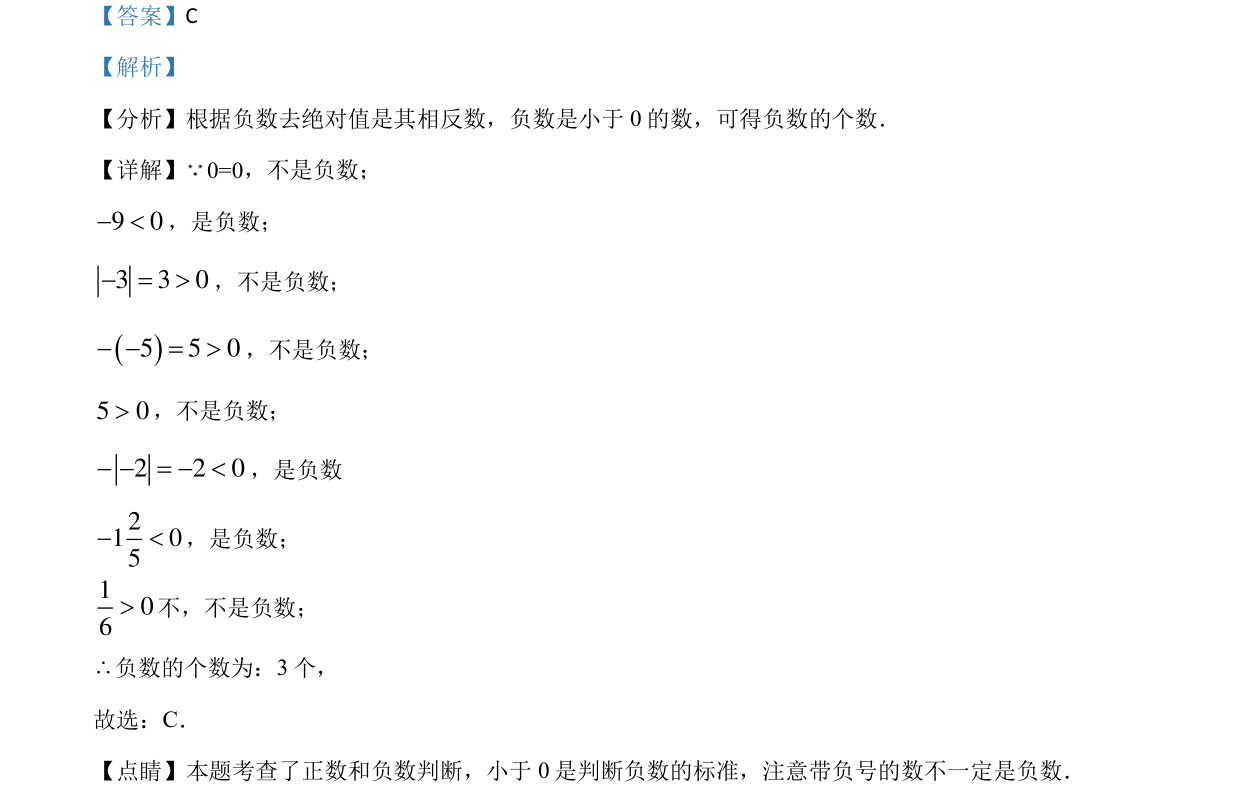 【答案】C
【解析】
【分析】根据负数去绝对值是其相反数，负数是小于 0 的数，可得负数的个数．
【详解】∵0=0，不是负数；
−9<0，是负数；
|−3|=3>0，不是负数；
−(−5)=5>0，不是负数；
5>0，不是负数；
−|−2|=−2<0，是负数
−1 2/5<0，是负数；
1/6>0不，不是负数；
∴负数的个数为：3 个，
故选：C．
【点睛】本题考查了正数和负数判断，小于 0 是判断负数的标准，注意带负号的数不一定是负数．